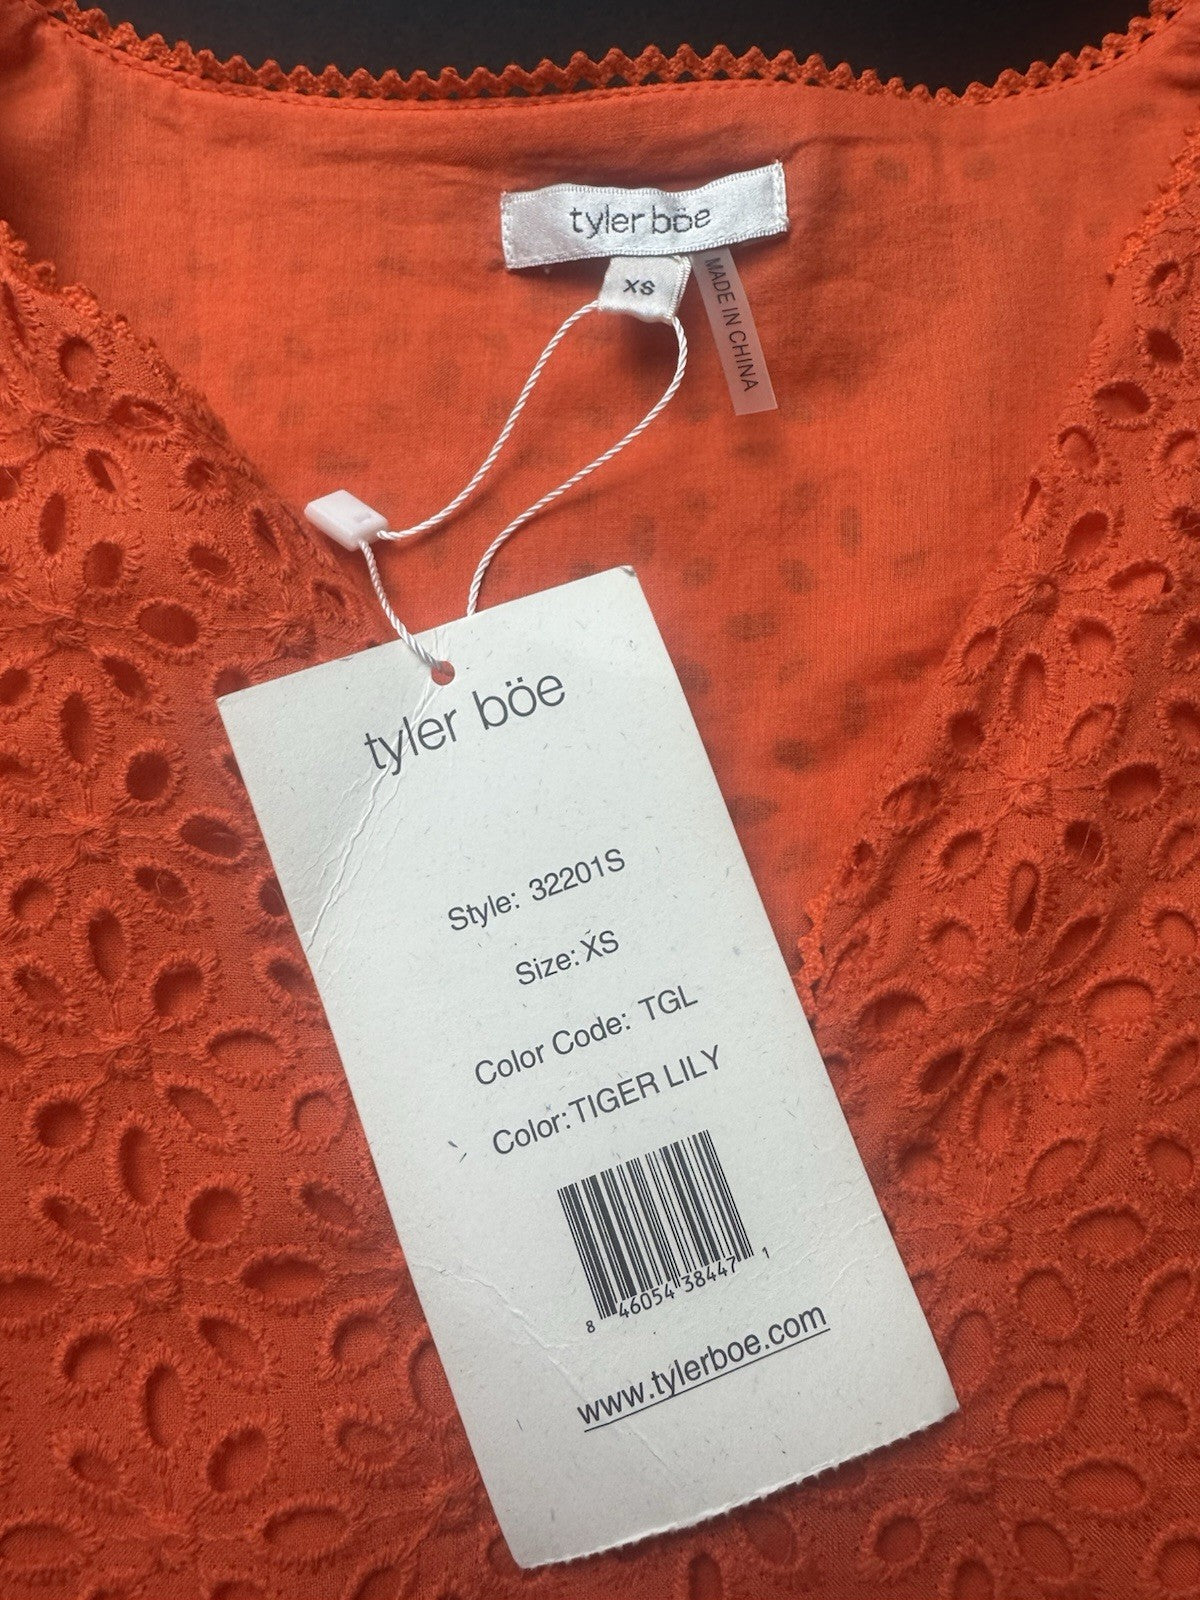 tyler böe
XS
MADE IN CHINA
tyler böe
Style: 32201S
Size: XS
Color Code: TGL
Color: TIGER LILY
8 46054 38447 1
www.tylerboe.com